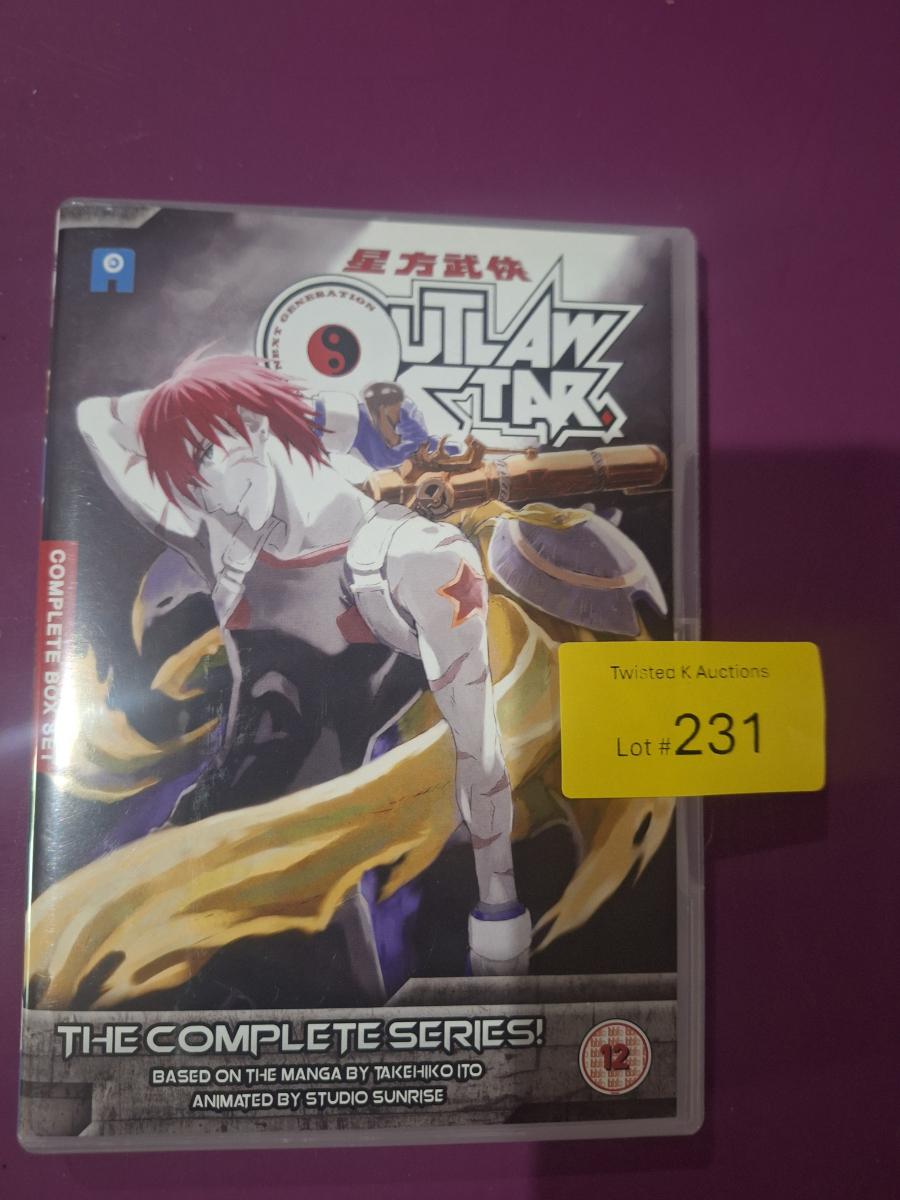 星方武侠
NEXT GENERATION
OUTLAW
STAR
COMPLETE BOX SET
Twisted K Auctions
Lot # 231
THE COMPLETE SERIES!
BASED ON THE MANGA BY TAKEHIKO ITO
ANIMATED BY STUDIO SUNRISE
12